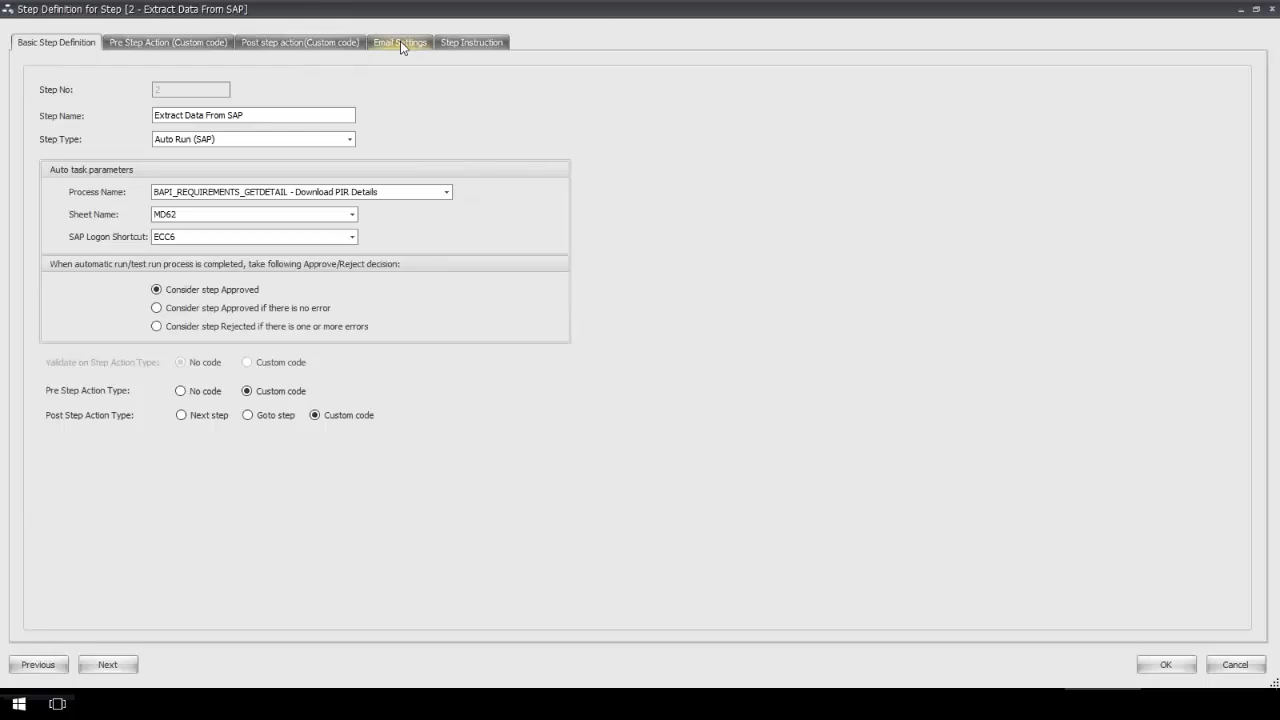 Step Definition for Step [2 - Extract Data From SAP]
Basic Step Definition Pre Step Action (Custom code) Post step action(Custom code) Email Settings Step Instruction
Step No: 2
Step Name: Extract Data From SAP
Step Type: Auto Run (SAP)
Auto task parameters
Process Name: BAPI_REQUIREMENTS_GETDETAIL - Download PIR Details
Sheet Name: MD62
SAP Logon Shortcut: ECC6
When automatic run/test run process is completed, take following Approve/Reject decision:
Consider step Approved
Consider step Approved if there is no error
Consider step Rejected if there is one or more errors
Validate on Step Action Type: No code Custom code
Pre Step Action Type: No code Custom code
Post Step Action Type: Next step Goto step Custom code
Previous Next OK Cancel